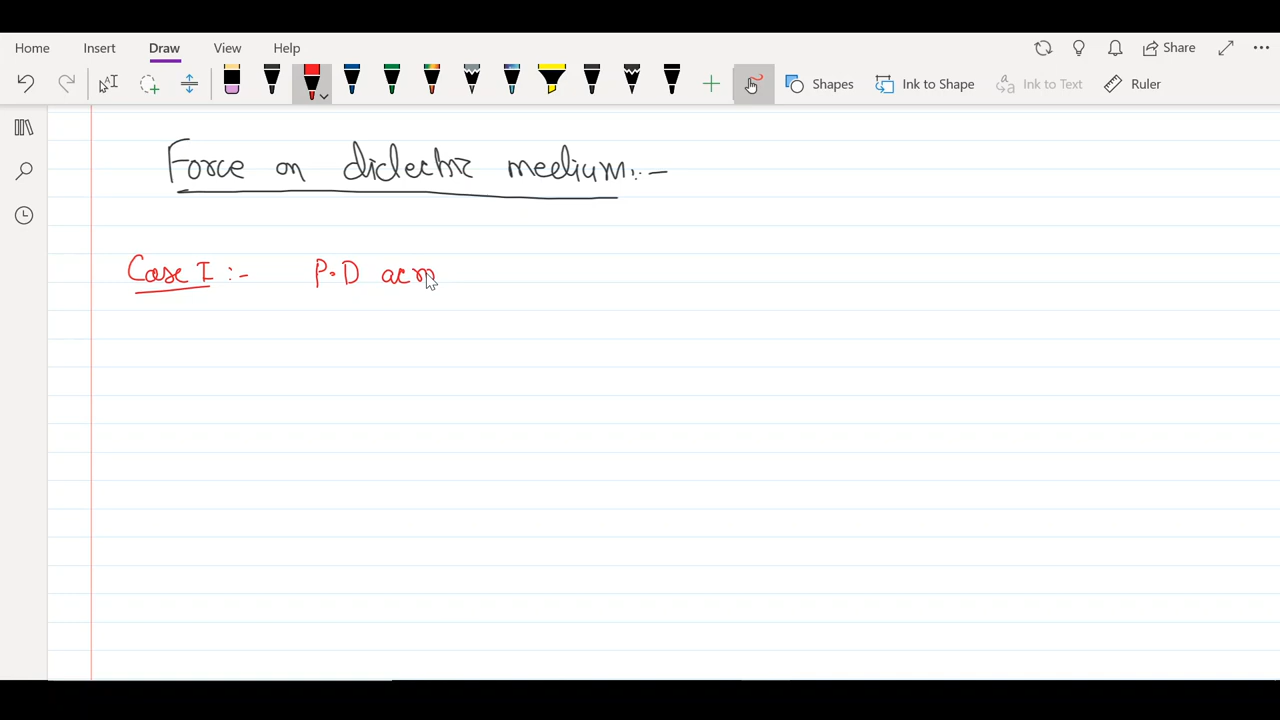 Home Insert Draw View Help Share
Shapes Ink to Shape Ink to Text Ruler
Force on dielectric medium:-
Case I :- P.D acro